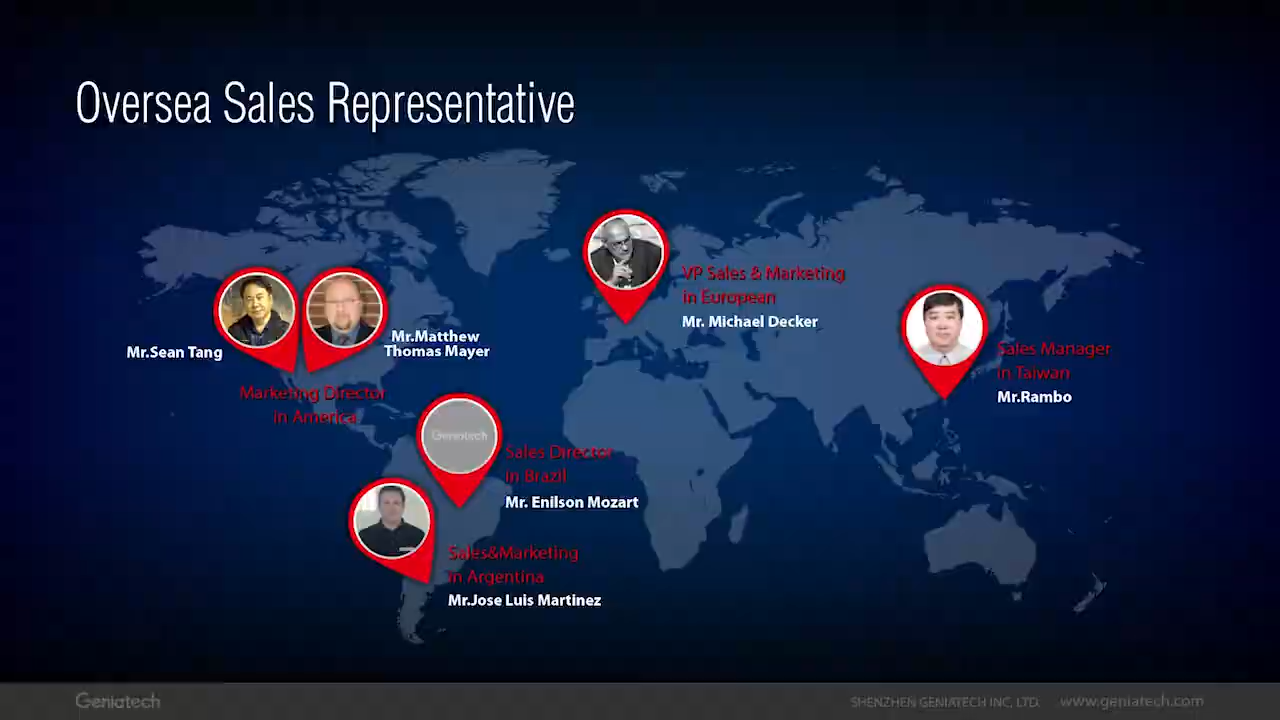 Oversea Sales Representative
VP Sales & Marketing
in European
Mr. Michael Decker
Mr.Sean Tang
Mr.Matthew
Thomas Mayer
Marketing Director
in America
Sales Manager
in Taiwan
Mr.Rambo
Geniatech
Sales Director
in Brazil
Mr. Enilson Mozart
Sales&Marketing
in Argentina
Mr.Jose Luis Martinez
Geniatech
SHENZHEN GENIATECH INC, LTD.
www.geniatech.com